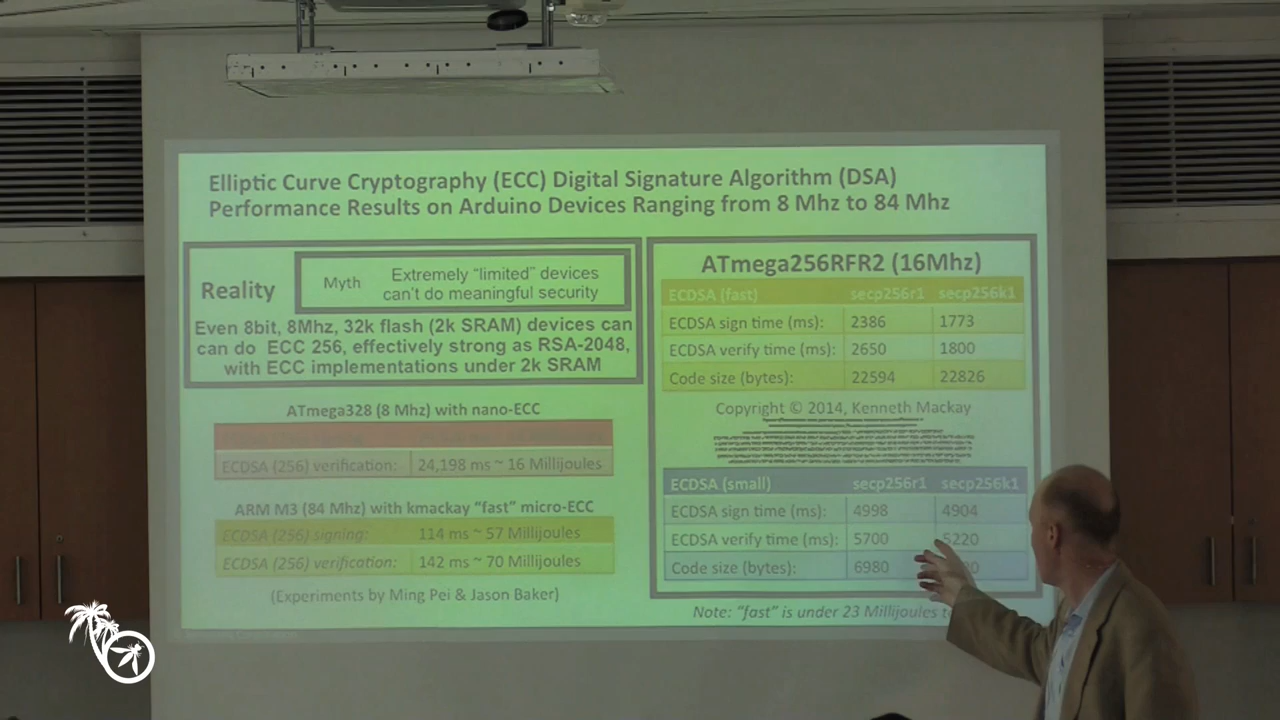 Elliptic Curve Cryptography (ECC) Digital Signature Algorithm (DSA)
Performance Results on Arduino Devices Ranging from 8 Mhz to 84 Mhz
Reality
Myth
Extremely “limited” devices
can’t do meaningful security
Even 8bit, 8Mhz, 32k flash (2k SRAM) devices can
can do ECC 256, effectively strong as RSA-2048,
with ECC implementations under 2k SRAM
ATmega328 (8 Mhz) with nano-ECC
ECDSA (256) verification: 24,198 ms ~ 16 Millijoules
ARM M3 (84 Mhz) with kmackay “fast” micro-ECC
ECDSA (256) signing: 114 ms ~ 57 Millijoules
ECDSA (256) verification: 142 ms ~ 70 Millijoules
(Experiments by Ming Pei & Jason Baker)
ATmega256RFR2 (16Mhz)
ECDSA (fast) secp256r1 secp256k1
ECDSA sign time (ms): 2386 1773
ECDSA verify time (ms): 2650 1800
Code size (bytes): 22594 22826
Copyright © 2014, Kenneth Mackay
ECDSA (small) secp256r1 secp256k1
ECDSA sign time (ms): 4998 4904
ECDSA verify time (ms): 5700 5220
Code size (bytes): 6980
Note: “fast” is under 23 Millijoules